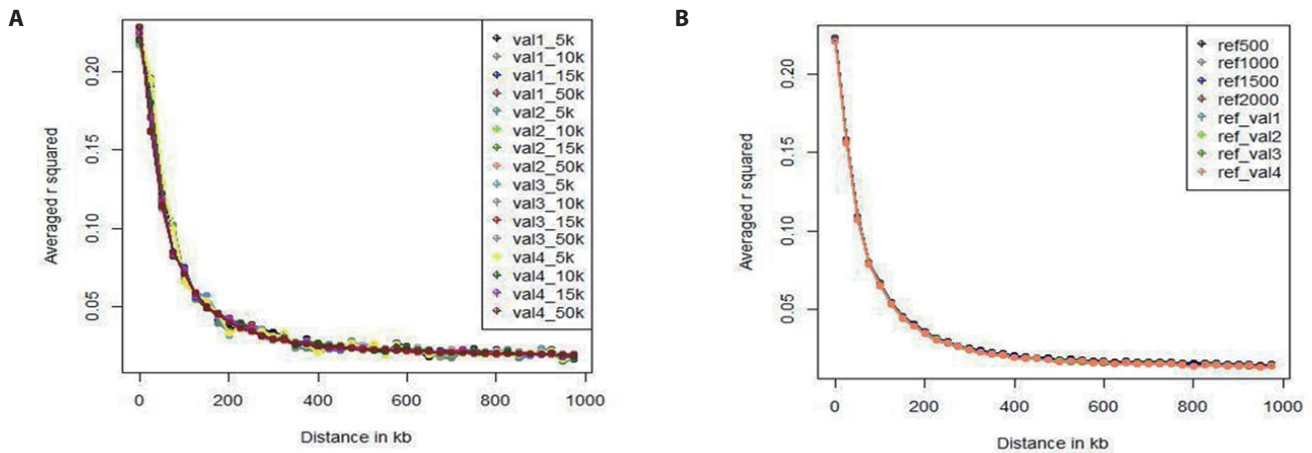 A
Averaged r squared
0.20
0.15
0.10
0.05
val1_5k
val1_10k
val1_15k
val1_50k
val2_5k
val2_10k
val2_15k
val2_50k
val3_5k
val3_10k
val3_15k
val3_50k
val4_5k
val4_10k
val4_15k
val4_50k
0 200 400 600 800 1000
Distance in kb
B
Averaged r squared
0.20
0.15
0.10
0.05
ref500
ref1000
ref1500
ref2000
ref_val1
ref_val2
ref_val3
ref_val4
0 200 400 600 800 1000
Distance in kb